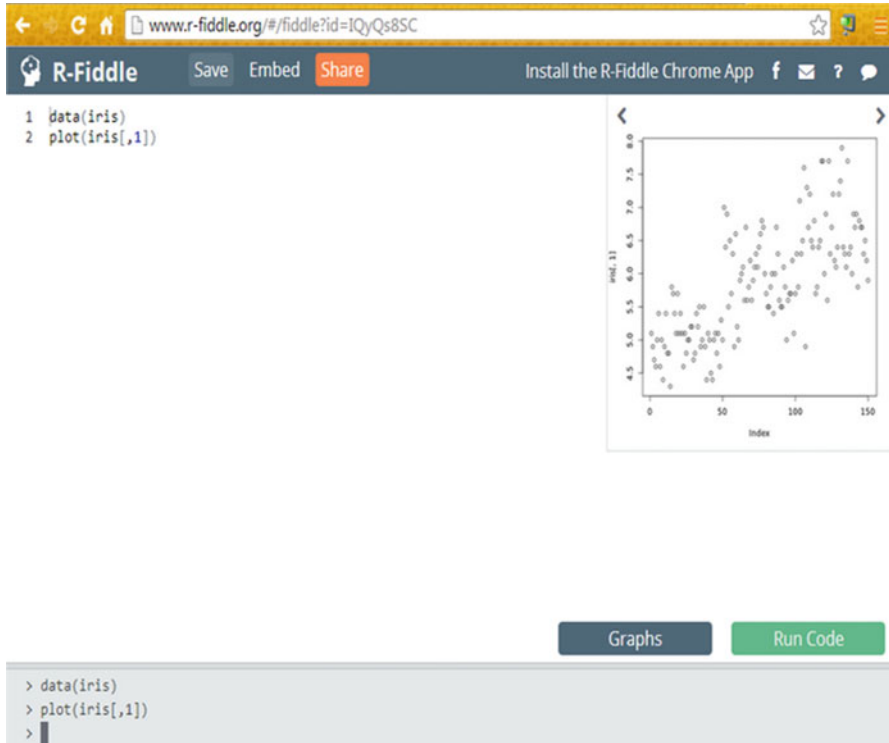 www.r-fiddle.org/#/fiddle?id=IQyQs8SC
R-Fiddle Save Embed Share Install the R-Fiddle Chrome App f ?
1 data(iris)
2 plot(iris[,1])
8.0
7.5
7.0
6.5
6.0
5.5
5.0
4.5
iris[, 1]
0 50 100 150
Index
Graphs Run Code
> data(iris)
> plot(iris[,1])
>